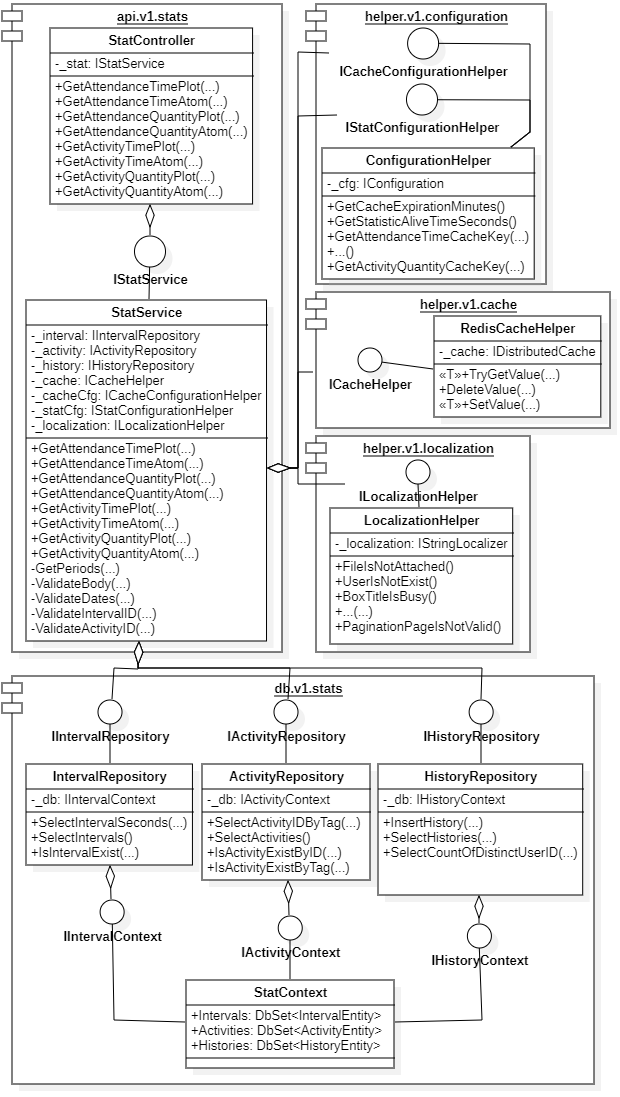 api.v1.stats
StatController
-_stat: IStatService
+GetAttendanceTimePlot(...)
+GetAttendanceTimeAtom(...)
+GetAttendanceQuantityPlot(...)
+GetAttendanceQuantityAtom(...)
+GetActivityTimePlot(...)
+GetActivityTimeAtom(...)
+GetActivityQuantityPlot(...)
+GetActivityQuantityAtom(...)
IStatService
StatService
-_interval: IIntervalRepository
-_activity: IActivityRepository
-_history: IHistoryRepository
-_cache: ICacheHelper
-_cacheCfg: ICacheConfigurationHelper
-_statCfg: IStatConfigurationHelper
-_localization: ILocalizationHelper
+GetAttendanceTimePlot(...)
+GetAttendanceTimeAtom(...)
+GetAttendanceQuantityPlot(...)
+GetAttendanceQuantityAtom(...)
+GetActivityTimePlot(...)
+GetActivityTimeAtom(...)
+GetActivityQuantityPlot(...)
+GetActivityQuantityAtom(...)
-GetPeriods(...)
-ValidateBody(...)
-ValidateDates(...)
-ValidateIntervalID(...)
-ValidateActivityID(...)
helper.v1.configuration
ICacheConfigurationHelper
IStatConfigurationHelper
ConfigurationHelper
-_cfg: IConfiguration
+GetCacheExpirationMinutes()
+GetStatisticAliveTimeSeconds()
+GetAttendanceTimeCacheKey(...)
+...()
+GetActivityQuantityCacheKey(...)
helper.v1.cache
ICacheHelper
RedisCacheHelper
-_cache: IDistributedCache
«T»+TryGetValue(...)
+DeleteValue(...)
«T»+SetValue(...)
helper.v1.localization
ILocalizationHelper
LocalizationHelper
-_localization: IStringLocalizer
+FileIsNotAttached()
+UserIsNotExist()
+BoxTitleIsBusy()
+...(...)
+PaginationPageIsNotValid()
db.v1.stats
IIntervalRepository
IntervalRepository
-_db: IIntervalContext
+SelectIntervalSeconds(...)
+SelectIntervals()
+IsIntervalExist(...)
IIntervalContext
IActivityRepository
ActivityRepository
-_db: IActivityContext
+SelectActivityIDByTag(...)
+SelectActivities()
+IsActivityExistByID(...)
+IsActivityExistByTag(...)
IActivityContext
IHistoryRepository
HistoryRepository
-_db: IHistoryContext
+InsertHistory(...)
+SelectHistories(...)
+SelectCountOfDistinctUserID(...)
IHistoryContext
StatContext
+Intervals: DbSet<IntervalEntity>
+Activities: DbSet<ActivityEntity>
+Histories: DbSet<HistoryEntity>